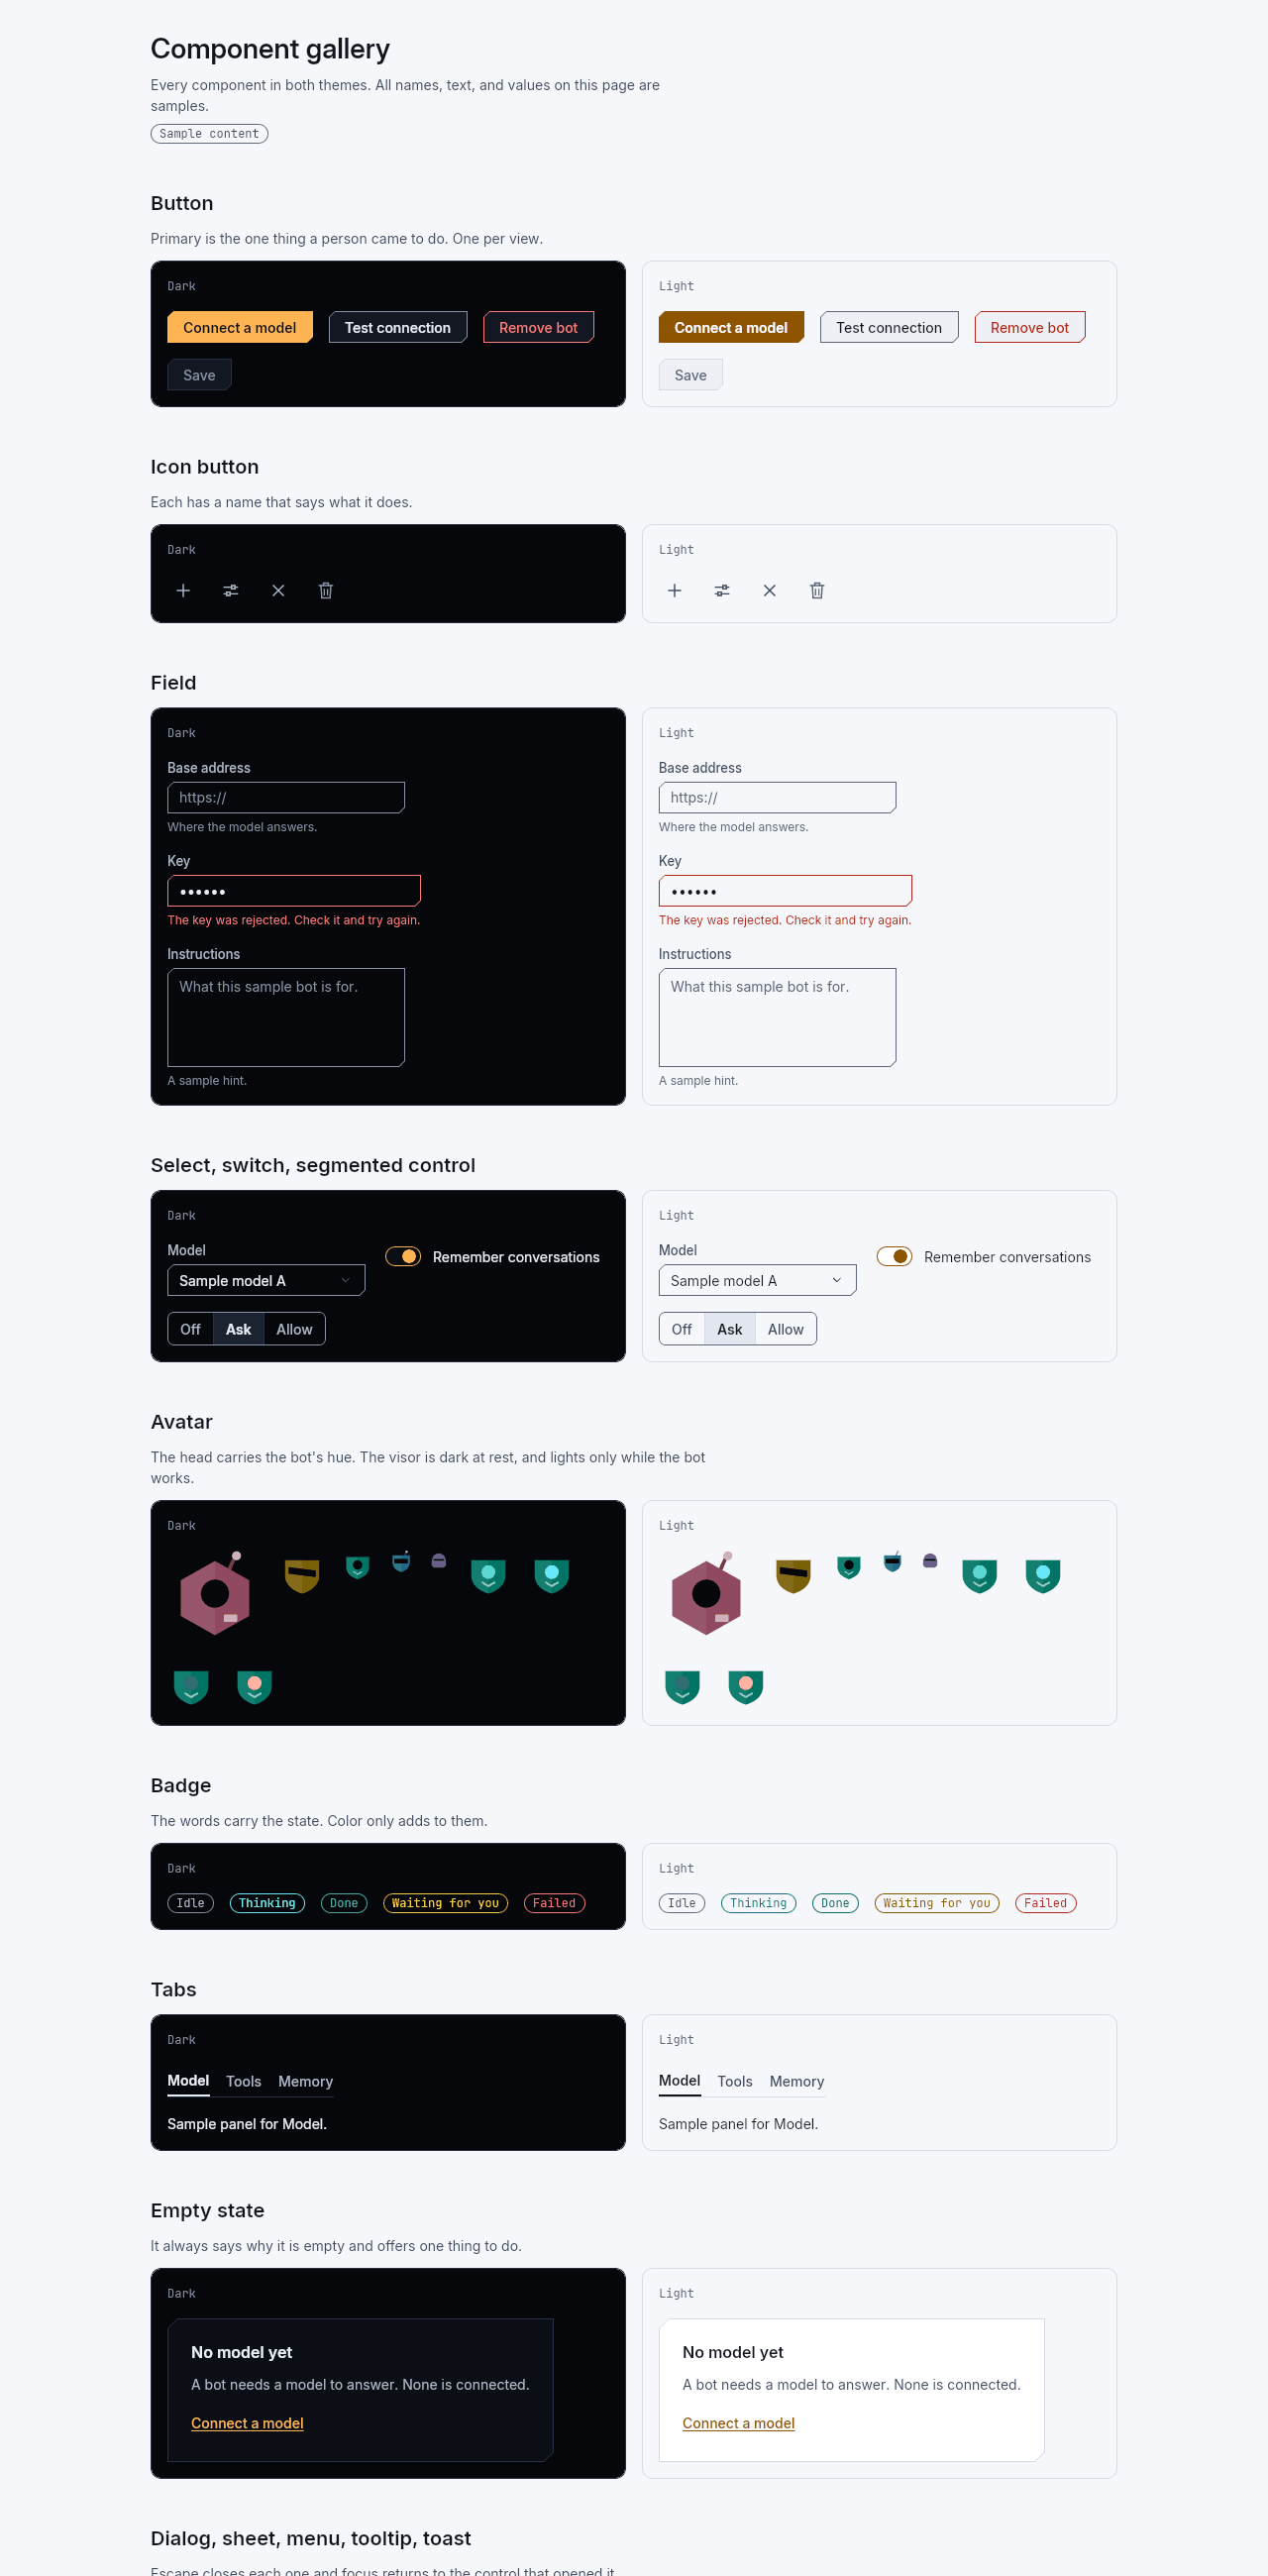 Component gallery
Every component in both themes. All names, text, and values on this page are
samples.
Sample content
Button
Primary is the one thing a person came to do. One per view.
Dark
Connect a model
Test connection
Remove bot
Save
Light
Connect a model
Test connection
Remove bot
Save
Icon button
Each has a name that says what it does.
Dark
Light
Field
Dark
Base address
https://
Where the model answers.
Key
••••••
The key was rejected. Check it and try again.
Instructions
What this sample bot is for.
A sample hint.
Light
Base address
https://
Where the model answers.
Key
••••••
The key was rejected. Check it and try again.
Instructions
What this sample bot is for.
A sample hint.
Select, switch, segmented control
Dark
Model
Sample model A
Remember conversations
Off
Ask
Allow
Light
Model
Sample model A
Remember conversations
Off
Ask
Allow
Avatar
The head carries the bot's hue. The visor is dark at rest, and lights only while the bot
works.
Dark
Light
Badge
The words carry the state. Color only adds to them.
Dark
Idle
Thinking
Done
Waiting for you
Failed
Light
Idle
Thinking
Done
Waiting for you
Failed
Tabs
Dark
Model
Tools
Memory
Sample panel for Model.
Light
Model
Tools
Memory
Sample panel for Model.
Empty state
It always says why it is empty and offers one thing to do.
Dark
No model yet
A bot needs a model to answer. None is connected.
Connect a model
Light
No model yet
A bot needs a model to answer. None is connected.
Connect a model
Dialog, sheet, menu, tooltip, toast
Escape closes each one and focus returns to the control that opened it.